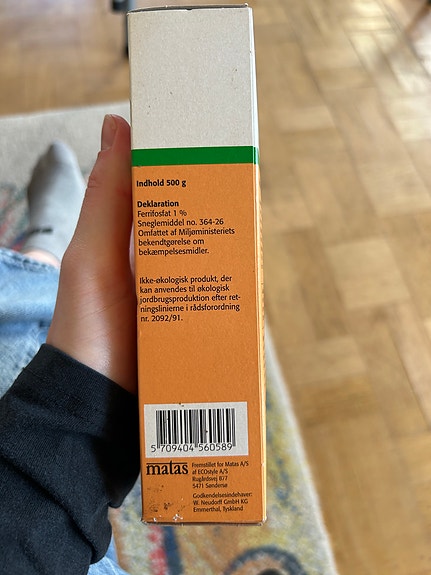 Indhold 500 g
Deklaration
Ferrifosfat 1 %
Sneglemiddel no. 364-26
Omfattet af Miljøministeriets
bekendtgørelse om
bekæmpelsesmidler.
Ikke-økologisk produkt, der
kan anvendes til økologisk
jordbrugsproduktion efter ret-
ningslinierne i rådsforordning
nr. 2092/91.
5 709404 560589
matas
Fremstillet for Matas A/S
af ECOstyle A/S
Rugårdsvej 877
5471 Søndersø
Godkendelsesindehaver:
W. Neudorff GmbH KG
Emmerthal, Tyskland